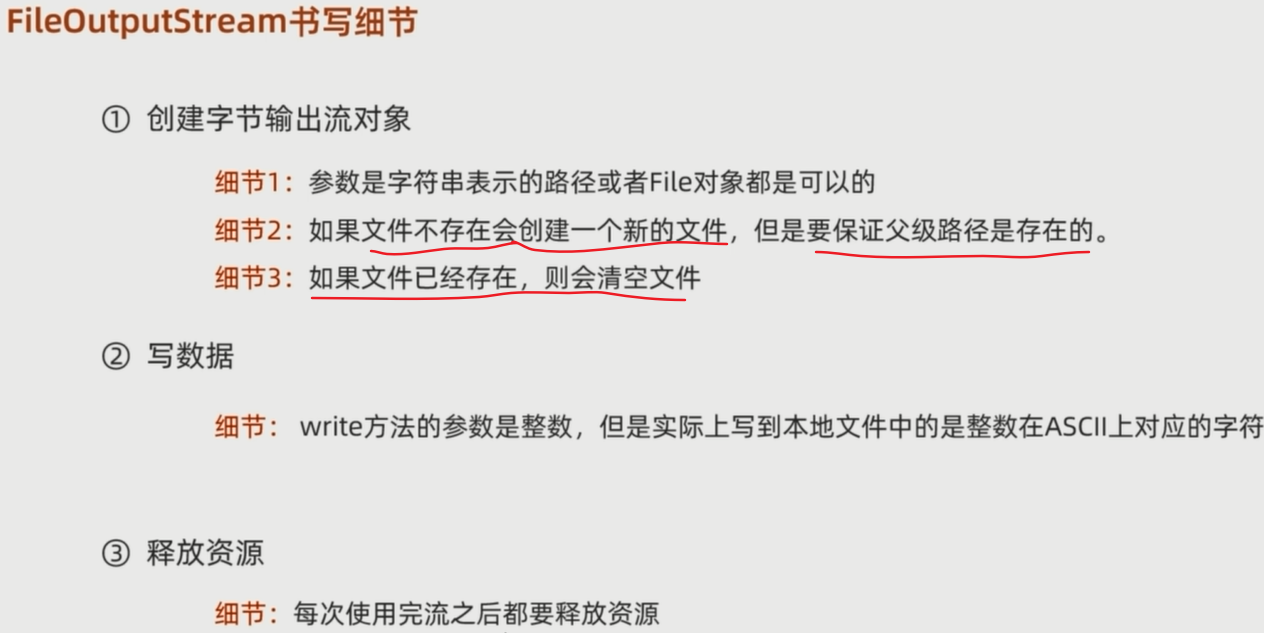 FileOutputStream书写细节
① 创建字节输出流对象
细节1：参数是字符串表示的路径或者File对象都是可以的
细节2：如果文件不存在会创建一个新的文件，但是要保证父级路径是存在的。
细节3：如果文件已经存在，则会清空文件
② 写数据
细节： write方法的参数是整数，但是实际上写到本地文件中的是整数在ASCII上对应的字符
③ 释放资源
细节：每次使用完流之后都要释放资源